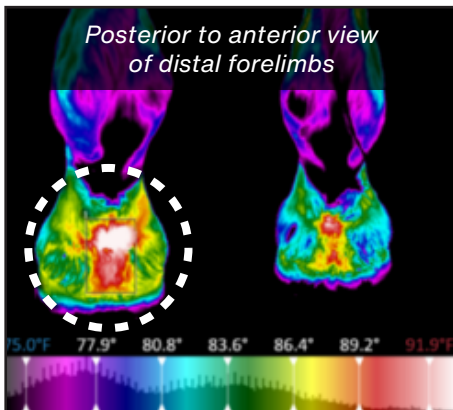 Posterior to anterior view
of distal forelimbs
75.0°F 77.9° 80.8° 83.6° 86.4° 89.2° 91.9°F